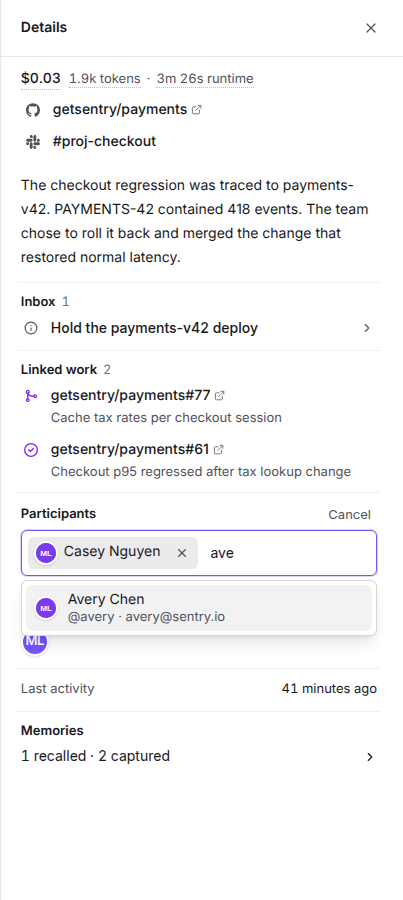 Details
$0.03 1.9k tokens · 3m 26s runtime
getsentry/payments
#proj-checkout
The checkout regression was traced to payments-
v42. PAYMENTS-42 contained 418 events. The team
chose to roll it back and merged the change that
restored normal latency.
Inbox 1
Hold the payments-v42 deploy
Linked work 2
getsentry/payments#77
Cache tax rates per checkout session
getsentry/payments#61
Checkout p95 regressed after tax lookup change
Participants Cancel
ML Casey Nguyen ave
ML Avery Chen
@avery · avery@sentry.io
ML
Last activity 41 minutes ago
Memories
1 recalled · 2 captured